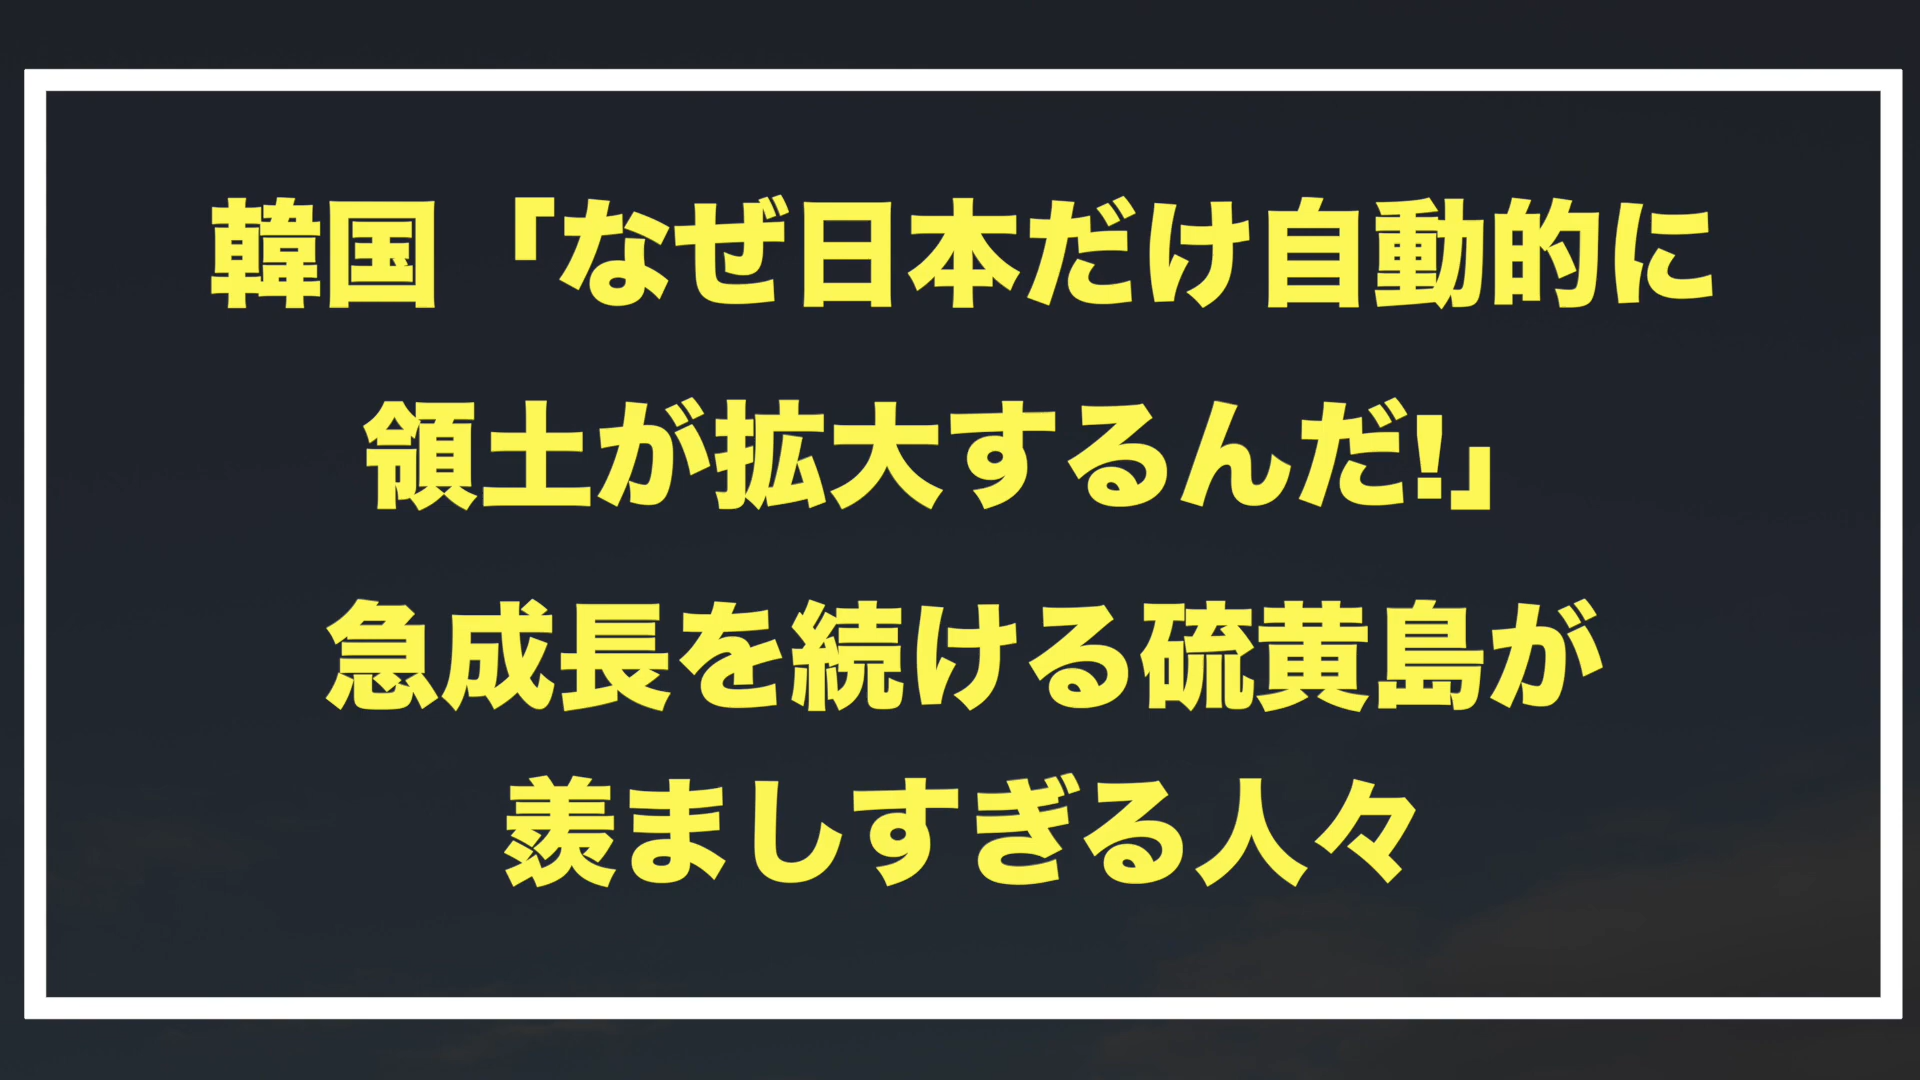 韓国「なぜ日本だけ自動的に
領土が拡大するんだ!」
急成長を続ける硫黄島が
羨ましすぎる人々